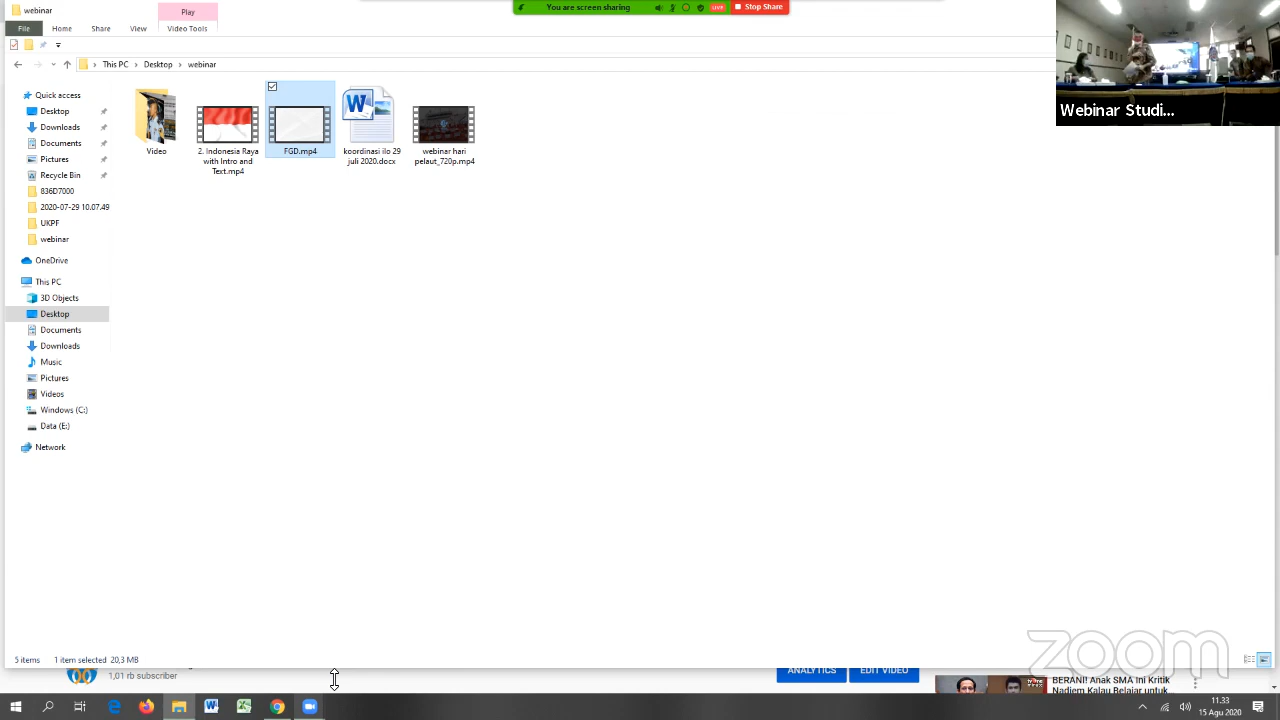 webinar
Play
You are screen sharing
LIVE
Stop Share
File
Home
Share
View
Video Tools
This PC
Desktop
webinar
Webinar Studi...
Quick access
Desktop
Downloads
Documents
Pictures
Recycle Bin
836D7000
2020-07-29 10.07.49
UKPF
webinar
OneDrive
This PC
3D Objects
Desktop
Documents
Downloads
Music
Pictures
Videos
Windows (C:)
Data (E:)
Network
Video
2. Indonesia Raya
with Intro and
Text.mp4
FGD.mp4
W
koordinasi ilo 29
juli 2020.docx
webinar hari
pelaut_720p.mp4
zoom
5 items
1 item selected 20,3 MB
1,01 rb subscriber
ANALYTICS
EDIT VIDEO
BERANI! Anak SMA Ini Kritik
Nadiem Kalau Belajar untuk
11.33
15 Agu 2020